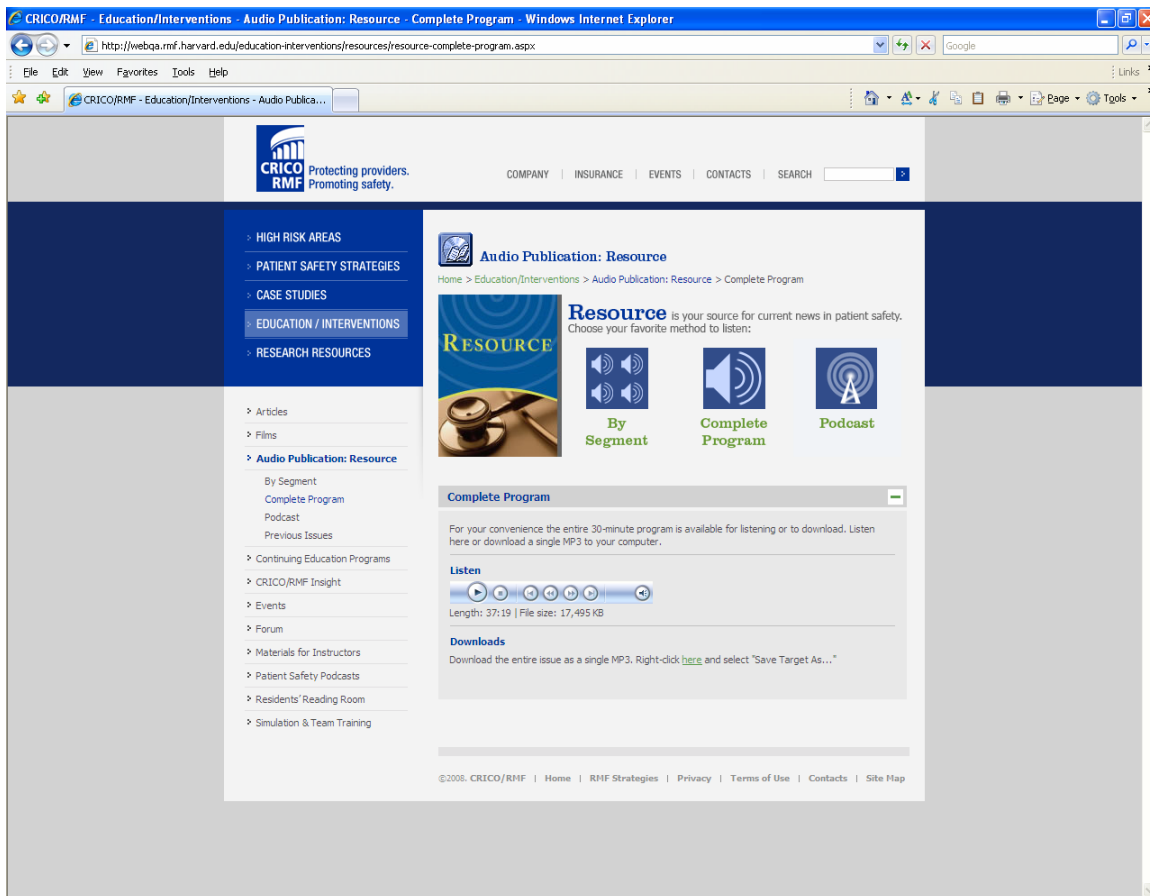 CRICO/RMF - Education/Interventions - Audio Publication: Resource - Complete Program - Windows Internet Explorer
http://webqa.rmf.harvard.edu/education-interventions/resources/resource-complete-program.aspx
Google
File Edit View Favorites Tools Help
Links
CRICO/RMF - Education/Interventions - Audio Publica...
Page Tools
CRICO
RMF
Protecting providers.
Promoting safety.
COMPANY | INSURANCE | EVENTS | CONTACTS | SEARCH
> HIGH RISK AREAS
> PATIENT SAFETY STRATEGIES
> CASE STUDIES
> EDUCATION / INTERVENTIONS
> RESEARCH RESOURCES
Articles
Films
Audio Publication: Resource
By Segment
Complete Program
Podcast
Previous Issues
Continuing Education Programs
CRICO/RMF Insight
Events
Forum
Materials for Instructors
Patient Safety Podcasts
Residents' Reading Room
Simulation & Team Training
Audio Publication: Resource
Home > Education/Interventions > Audio Publication: Resource > Complete Program
RESOURCE
Resource is your source for current news in patient safety.
Choose your favorite method to listen:
By
Segment
Complete
Program
Podcast
Complete Program
For your convenience the entire 30-minute program is available for listening or to download. Listen
here or download a single MP3 to your computer.
Listen
Length: 37:19 | File size: 17,495 KB
Downloads
Download the entire issue as a single MP3. Right-click here and select "Save Target As..."
©2008. CRICO/RMF | Home | RMF Strategies | Privacy | Terms of Use | Contacts | Site Map